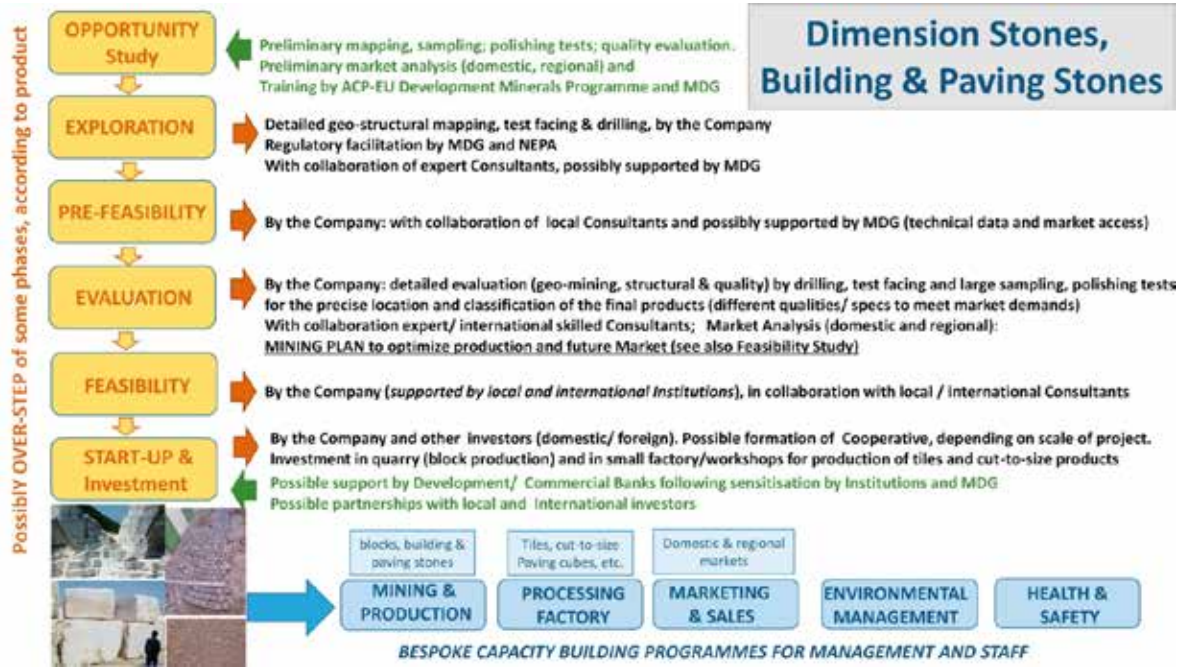 Dimension Stones,
Building & Paving Stones
PossiblY OVER-STEP of some phases, according to product
OPPORTUNITY
Study
Preliminary mapping, sampling; polishing tests; quality evaluation.
Preliminary market analysis (domestic, regional) and
Training by ACP-EU Development Minerals Programme and MDG
EXPLORATION
Detailed geo-structural mapping, test facing & drilling, by the Company
Regulatory facilitation by MDG and NEPA
With collaboration of expert Consultants, possibly supported by MDG
PRE-FEASIBILITY
By the Company: with collaboration of local Consultants and possibly supported by MDG (technical data and market access)
EVALUATION
By the Company: detailed evaluation (geo-mining, structural & quality) by drilling, test facing and large sampling, polishing tests
for the precise location and classification of the final products (different qualities/ specs to meet market demands)
With collaboration expert/ international skilled Consultants; Market Analysis (domestic and regional):
MINING PLAN to optimize production and future Market (see also Feasibility Study)
FEASIBILITY
By the Company (supported by local and international Institutions), in collaboration with local / international Consultants
START-UP &
Investment
By the Company and other investors (domestic/ foreign). Possible formation of Cooperative, depending on scale of project.
Investment in quarry (block production) and in small factory/workshops for production of tiles and cut-to-size products
Possible support by Development/ Commercial Banks following sensitisation by Institutions and MDG
Possible partnerships with local and International investors
blocks, building &
paving stones
MINING &
PRODUCTION
Tiles, cut-to-size
Paving cubes, etc.
PROCESSING
FACTORY
Domestic & regional
markets
MARKETING
& SALES
ENVIRONMENTAL
MANAGEMENT
HEALTH &
SAFETY
BESPOKE CAPACITY BUILDING PROGRAMMES FOR MANAGEMENT AND STAFF